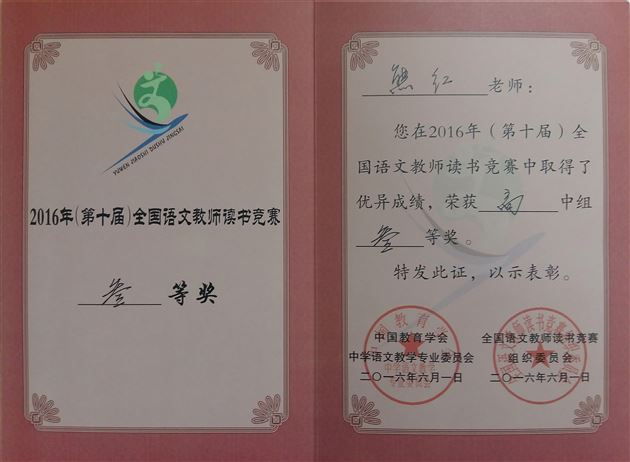 YUWEN JIAOSHI DUSHU JINGSAI
2016年(第十届)全国语文教师读书竞赛
叁 等奖
熊红 老师：
您在2016年（第十届）全
国语文教师读书竞赛中取得了
优异成绩，荣获 高 中组
叁 等奖。
特发此证，以示表彰。
中国教育学会
中学语文教学专业委员会
二〇一六年六月一日
全国语文教师读书竞赛
组织委员会
二〇一六年六月一日